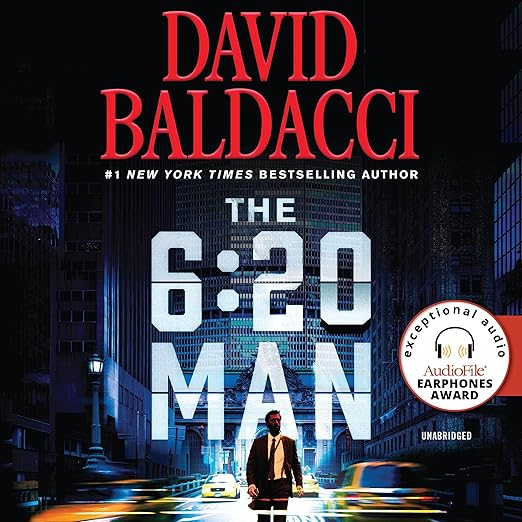 DAVID
BALDACCI
#1 NEW YORK TIMES BESTSELLING AUTHOR
THE
6:20
MAN
exceptional audio
AudioFile
EARPHONES
AWARD
UNABRIDGED